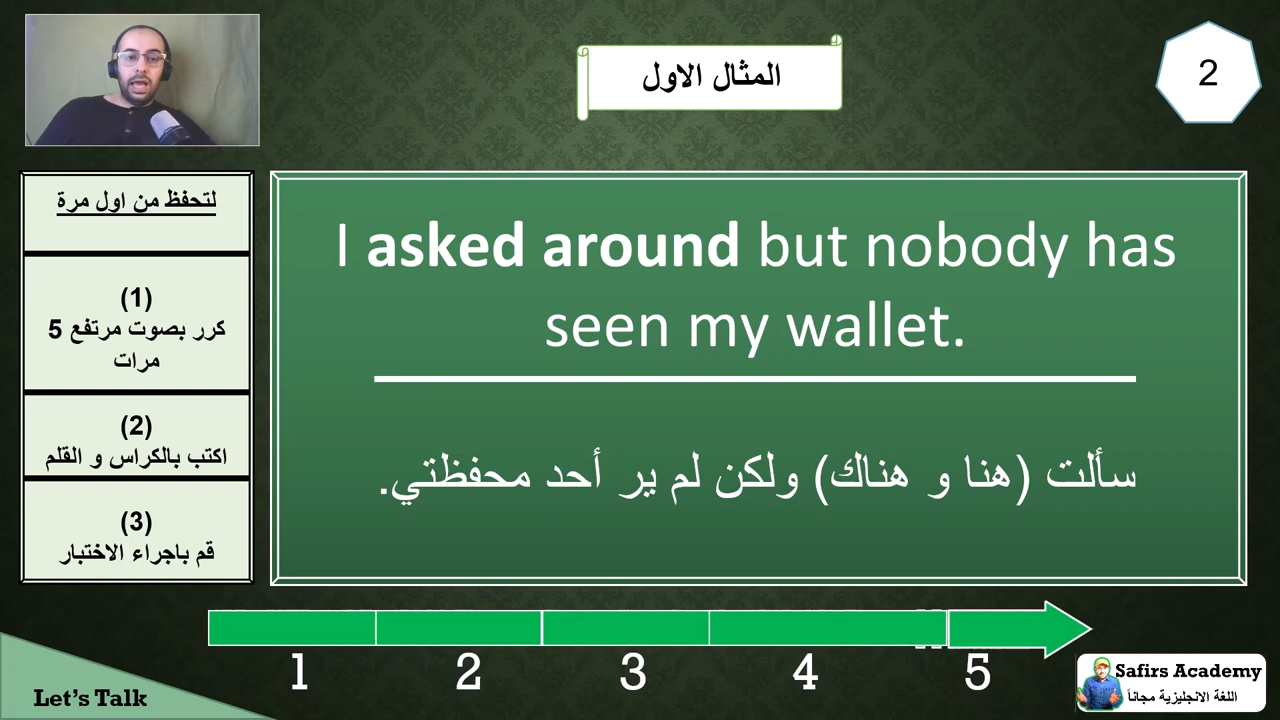 المثال الاول
2
لتحفظ من اول مرة
(1)
كرر بصوت مرتفع 5
مرات
(2)
اكتب بالكراس و القلم
(3)
قم باجراء الاختبار
I asked around but nobody has
seen my wallet.
سألت (هنا و هناك) ولكن لم ير أحد محفظتي.
1 2 3 4 5
Let's Talk
Safirs Academy
اللغة الانجليزية مجاناً